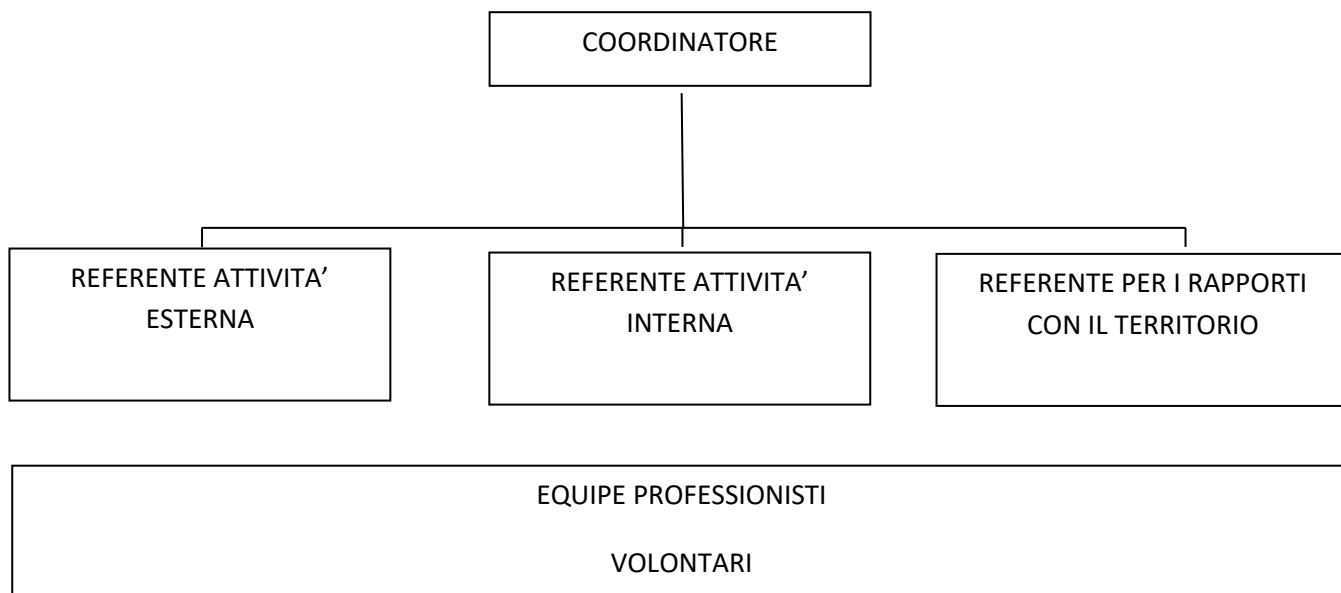 COORDINATORE
REFERENTE ATTIVITA’
ESTERNA
REFERENTE ATTIVITA’
INTERNA
REFERENTE PER I RAPPORTI
CON IL TERRITORIO
EQUIPE PROFESSIONISTI
VOLONTARI